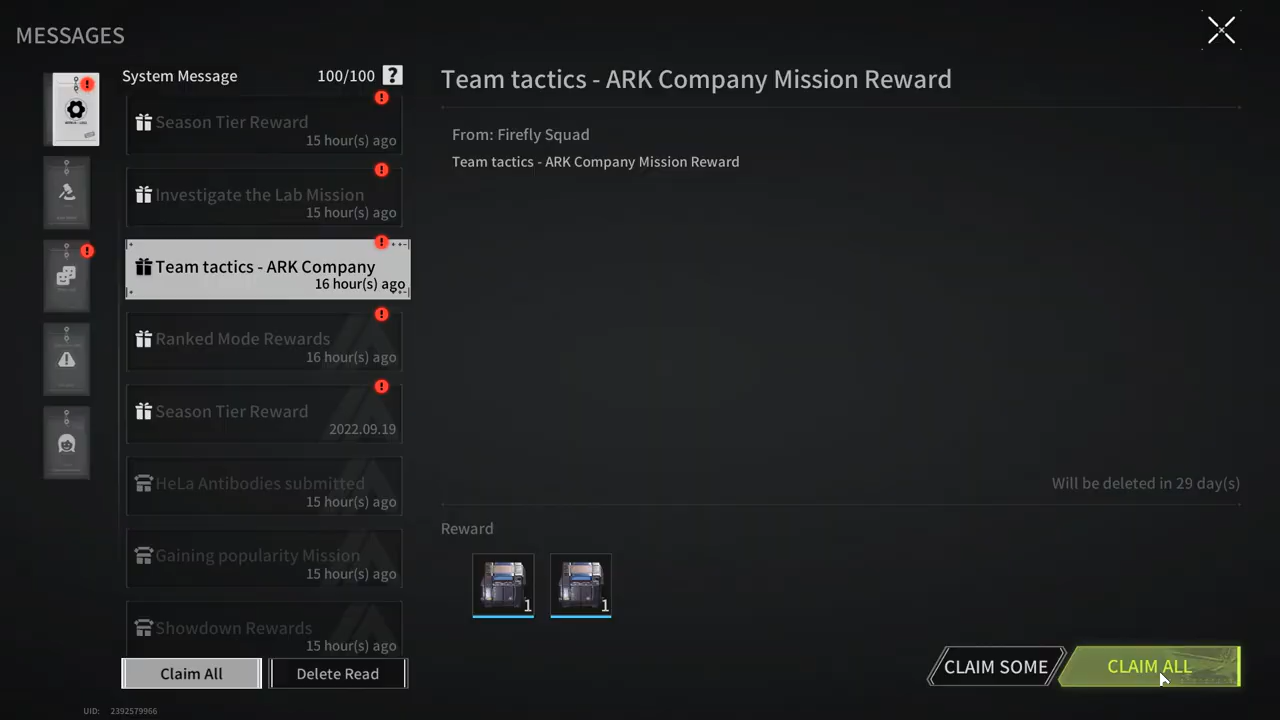 MESSAGES
System Message 100/100 ?
Season Tier Reward
15 hour(s) ago
Investigate the Lab Mission
15 hour(s) ago
Team tactics - ARK Company
16 hour(s) ago
Ranked Mode Rewards
16 hour(s) ago
Season Tier Reward
2022.09.19
HeLa Antibodies submitted
15 hour(s) ago
Gaining popularity Mission
15 hour(s) ago
Showdown Rewards
15 hour(s) ago
Claim All
Delete Read
Team tactics - ARK Company Mission Reward
From: Firefly Squad
Team tactics - ARK Company Mission Reward
Will be deleted in 29 day(s)
Reward
1
1
CLAIM SOME
CLAIM ALL
UID: 2392579966